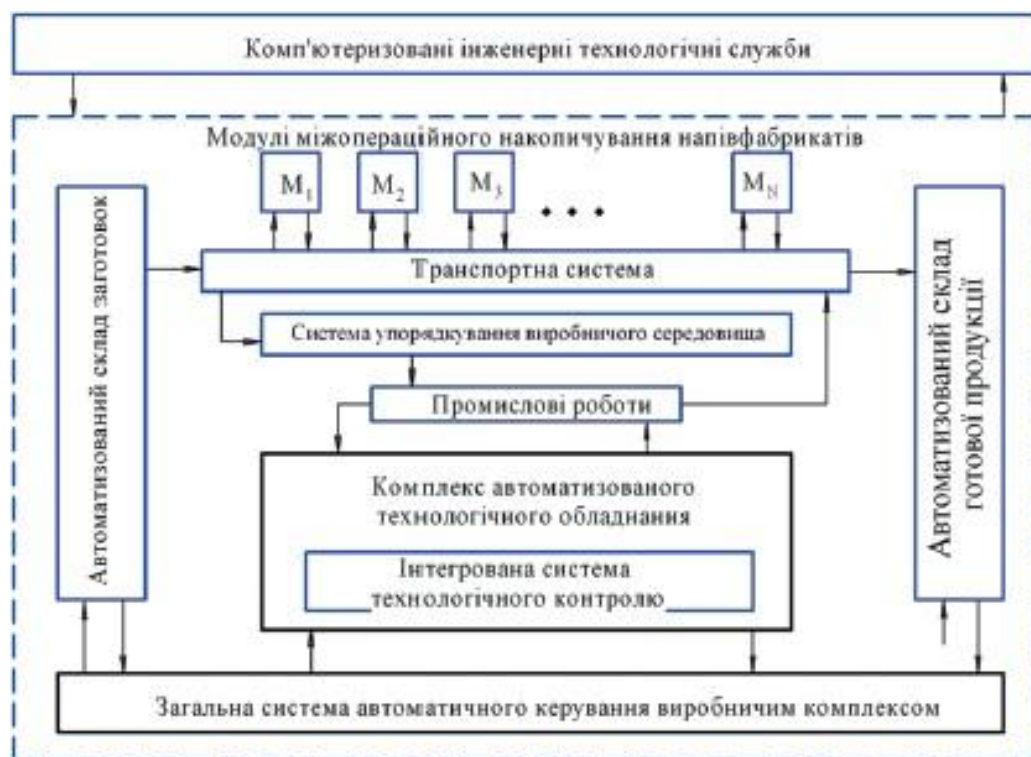 Комп'ютеризовані інженерні технологічні служби
Модулі міжопераційного накопичування напівфабрикатів
M1
M2
M3
• • •
MN
Автоматизований склад заготовок
Транспортна система
Система упорядкування виробничого середовища
Промислові роботи
Комплекс автоматизованого
технологічного обладнання
Інтегрована система
технологічного контролю
Автоматизований склад
готової продукції
Загальна система автоматичного керування виробничим комплексом